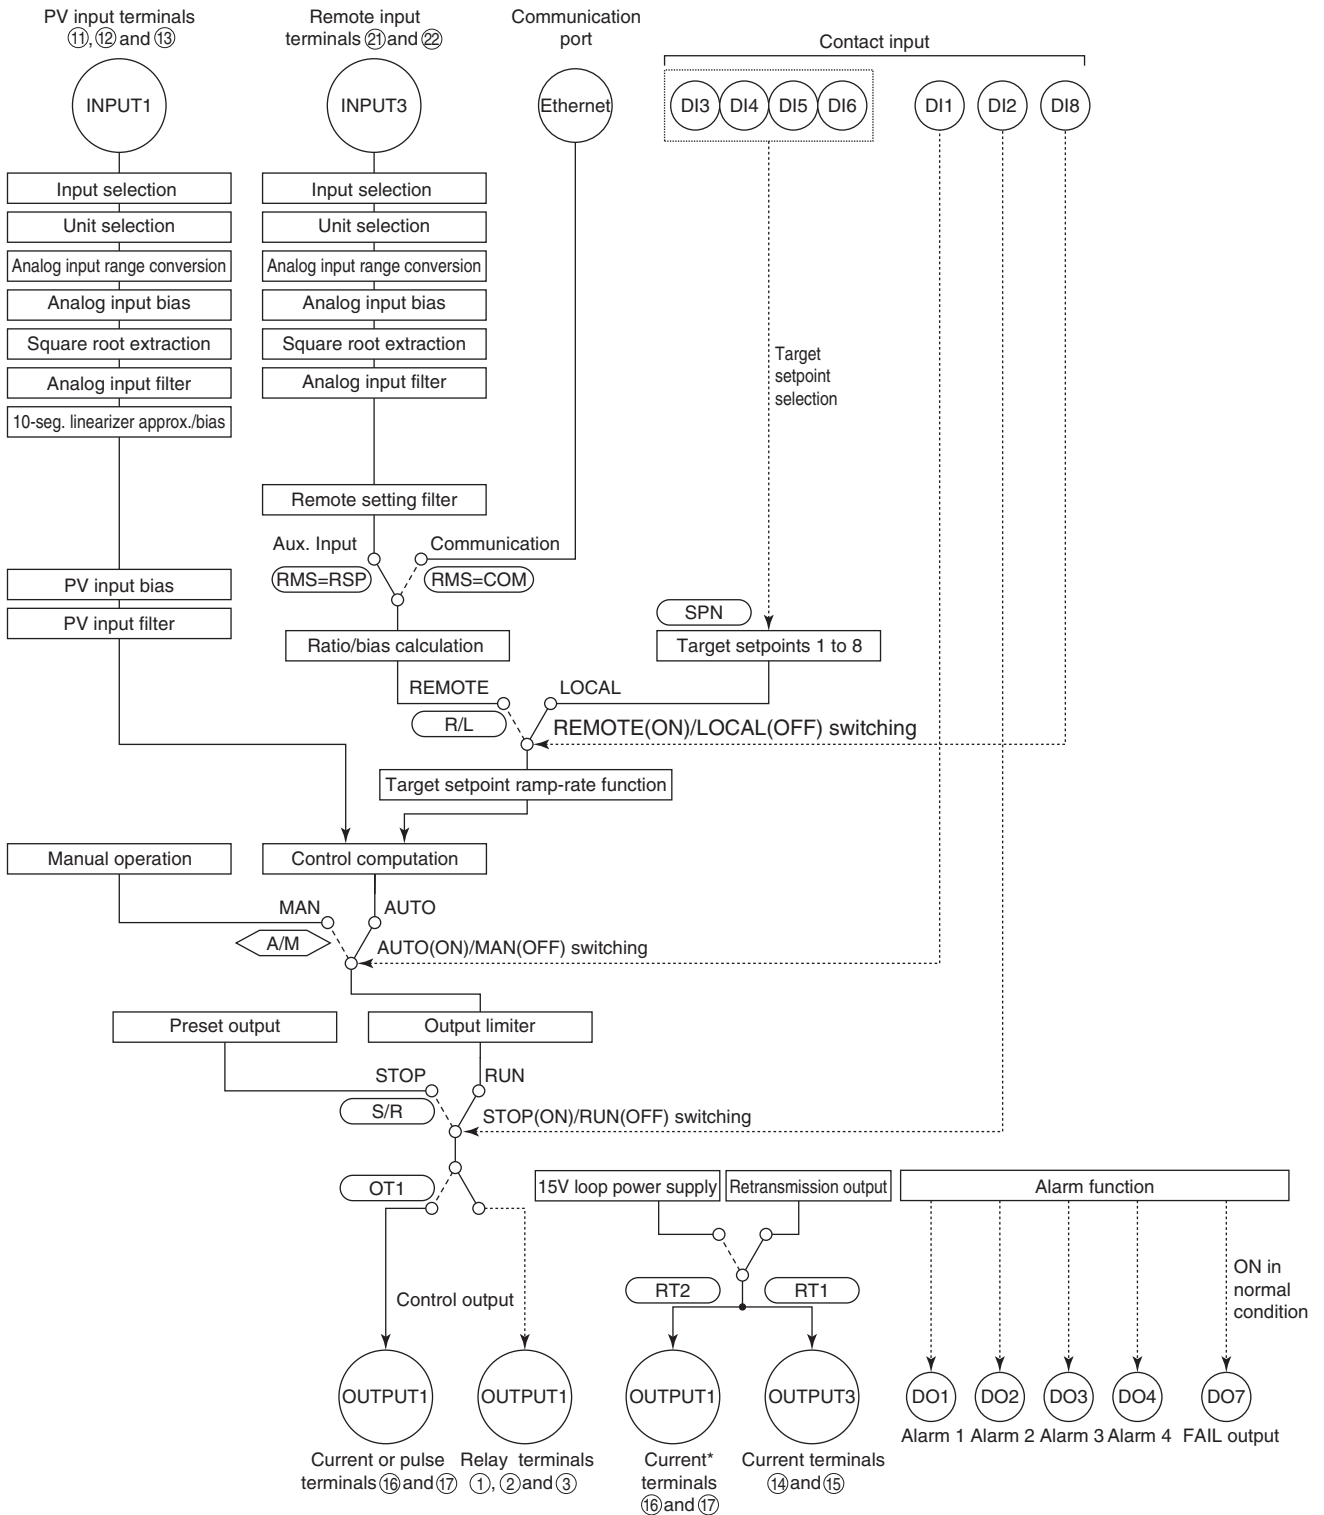 PV input terminals
⑪, ⑫ and ⑬
Remote input
terminals ㉑ and ㉒
Communication
port
Contact input
INPUT1
INPUT3
Ethernet
DI3
DI4
DI5
DI6
DI1
DI2
DI8
Input selection
Unit selection
Analog input range conversion
Analog input bias
Square root extraction
Analog input filter
10-seg. linearizer approx./bias
Input selection
Unit selection
Analog input range conversion
Analog input bias
Square root extraction
Analog input filter
Target
setpoint
selection
Remote setting filter
Aux. Input
Communication
RMS=RSP
RMS=COM
PV input bias
PV input filter
SPN
Ratio/bias calculation
Target setpoints 1 to 8
REMOTE
LOCAL
R/L
REMOTE(ON)/LOCAL(OFF) switching
Target setpoint ramp-rate function
Manual operation
Control computation
MAN
AUTO
A/M
AUTO(ON)/MAN(OFF) switching
Preset output
Output limiter
STOP
RUN
S/R
STOP(ON)/RUN(OFF) switching
OT1
15V loop power supply
Retransmission output
Alarm function
Control output
RT2
RT1
ON in
normal
condition
OUTPUT1
OUTPUT1
OUTPUT1
OUTPUT3
DO1
DO2
DO3
DO4
DO7
Alarm 1
Alarm 2
Alarm 3
Alarm 4
FAIL output
Current or pulse
terminals ⑯ and ⑰
Relay terminals
①, ② and ③
Current*
terminals
⑯ and ⑰
Current terminals
⑭ and ⑮